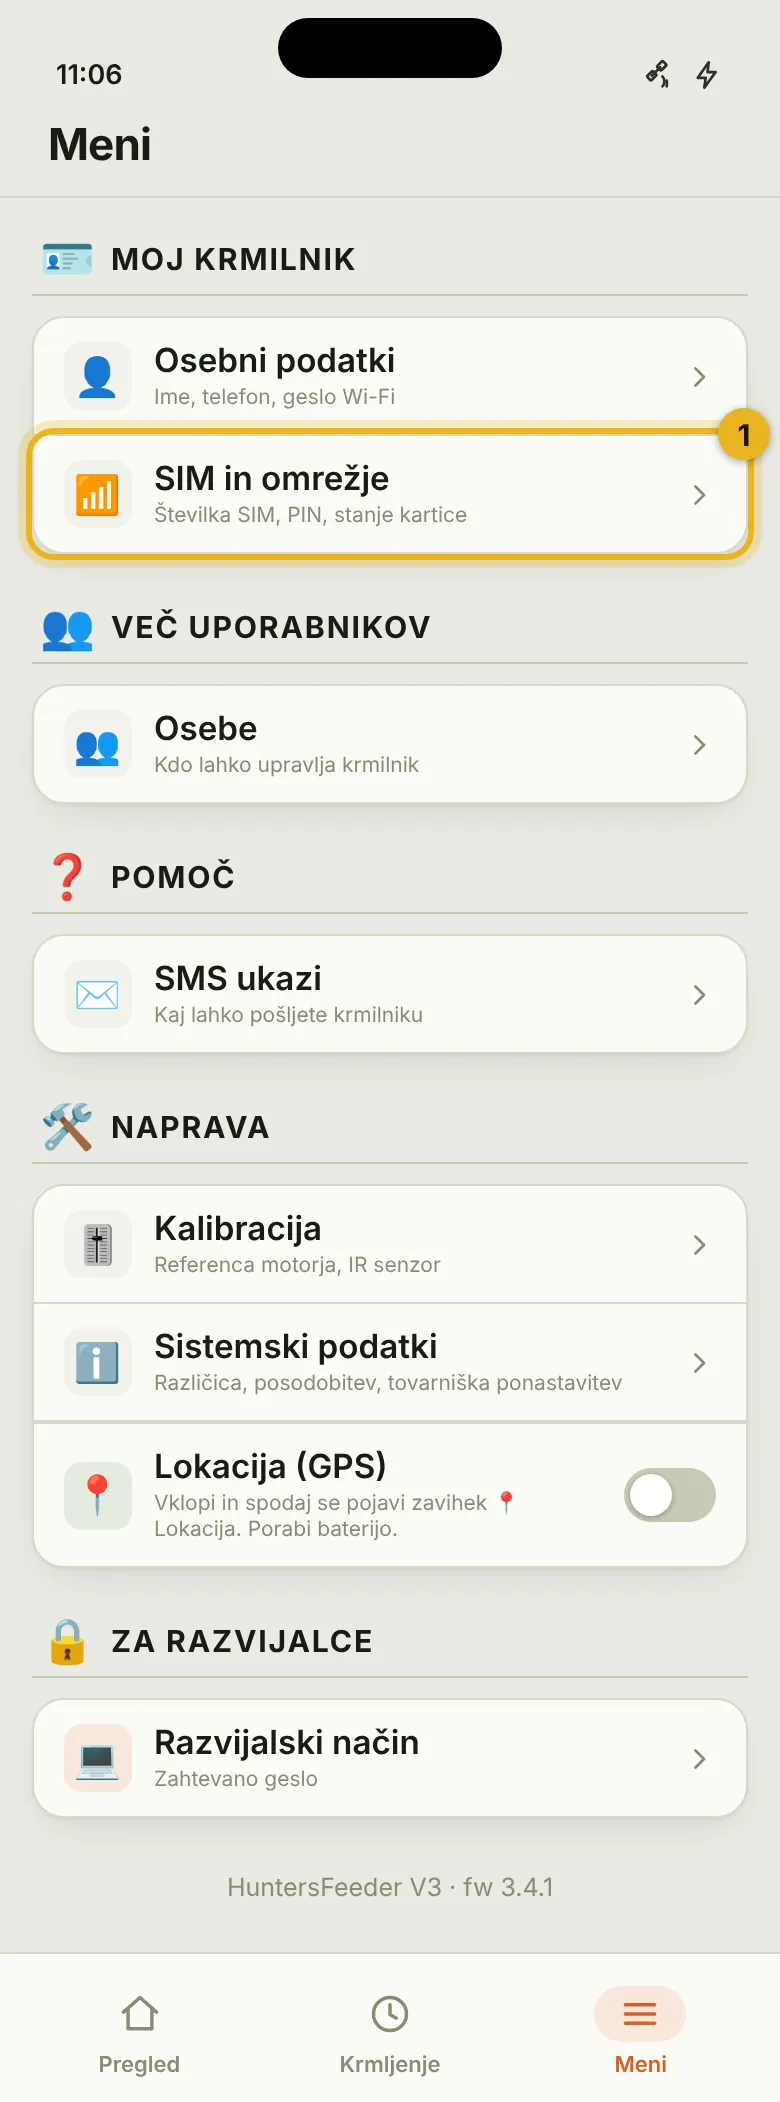 11:06
Meni
MOJ KRMILNIK
Osebni podatki
Ime, telefon, geslo Wi-Fi
1
SIM in omrežje
Številka SIM, PIN, stanje kartice
VEČ UPORABNIKOV
Osebe
Kdo lahko upravlja krmilnik
POMOČ
SMS ukazi
Kaj lahko pošljete krmilniku
NAPRAVA
Kalibracija
Referenca motorja, IR senzor
Sistemski podatki
Različica, posodobitev, tovarniška ponastavitev
Lokacija (GPS)
Vklopi in spodaj se pojavi zavihek 📍
Lokacija. Porabi baterijo.
ZA RAZVIJALCE
Razvijalski način
Zahtevano geslo
HuntersFeeder V3 · fw 3.4.1
Pregled
Krmljenje
Meni